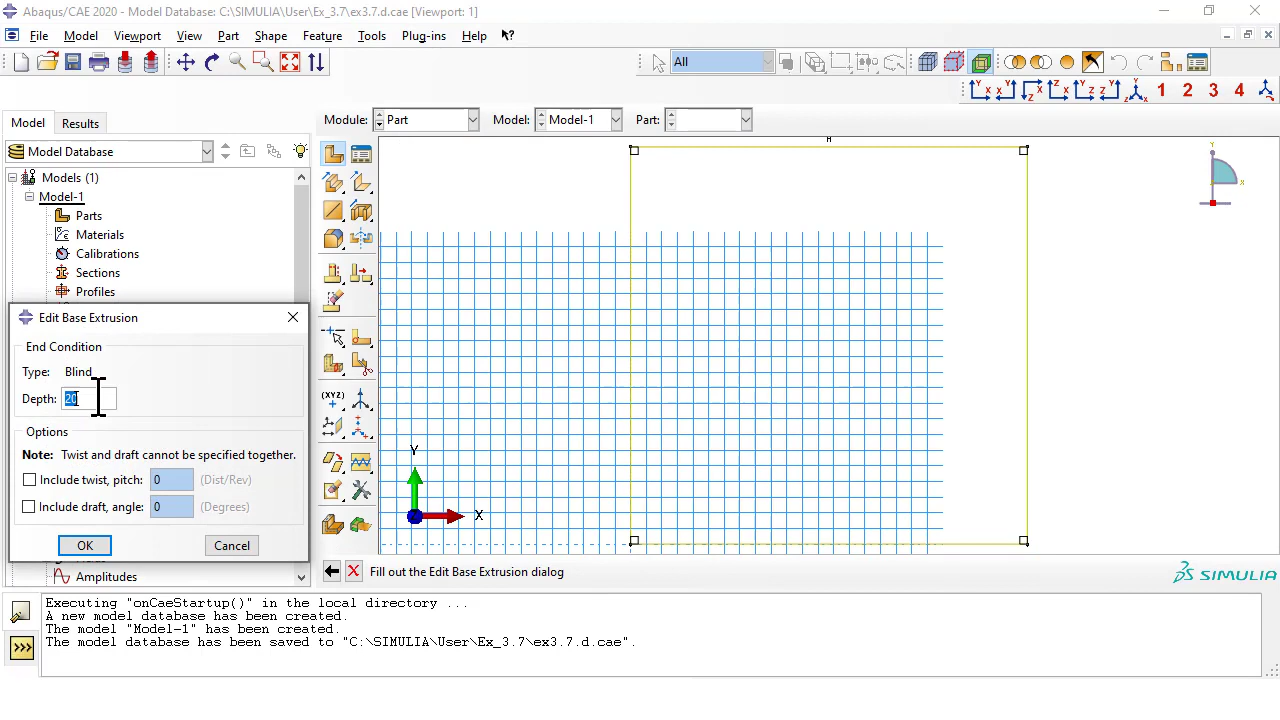 Abaqus/CAE 2020 - Model Database: C:\SIMULIA\User\Ex_3.7\ex3.7.d.cae [Viewport: 1]
File Model Viewport View Part Shape Feature Tools Plug-ins Help
All
1 2 3 4
Model Results
Module: Part Model: Model-1 Part:
Model Database
Models (1)
Model-1
Parts
Materials
Calibrations
Sections
Profiles
Edit Base Extrusion
End Condition
Type: Blind
Depth: 20
Options
Note: Twist and draft cannot be specified together.
Include twist, pitch: 0 (Dist/Rev)
Include draft, angle: 0 (Degrees)
OK Cancel
Amplitudes
(XYZ)
H
Y
X
Y
X
Fill out the Edit Base Extrusion dialog
SIMULIA
Executing "onCaeStartup()" in the local directory ...
A new model database has been created.
The model "Model-1" has been created.
The model database has been saved to "C:\SIMULIA\User\Ex_3.7\ex3.7.d.cae".